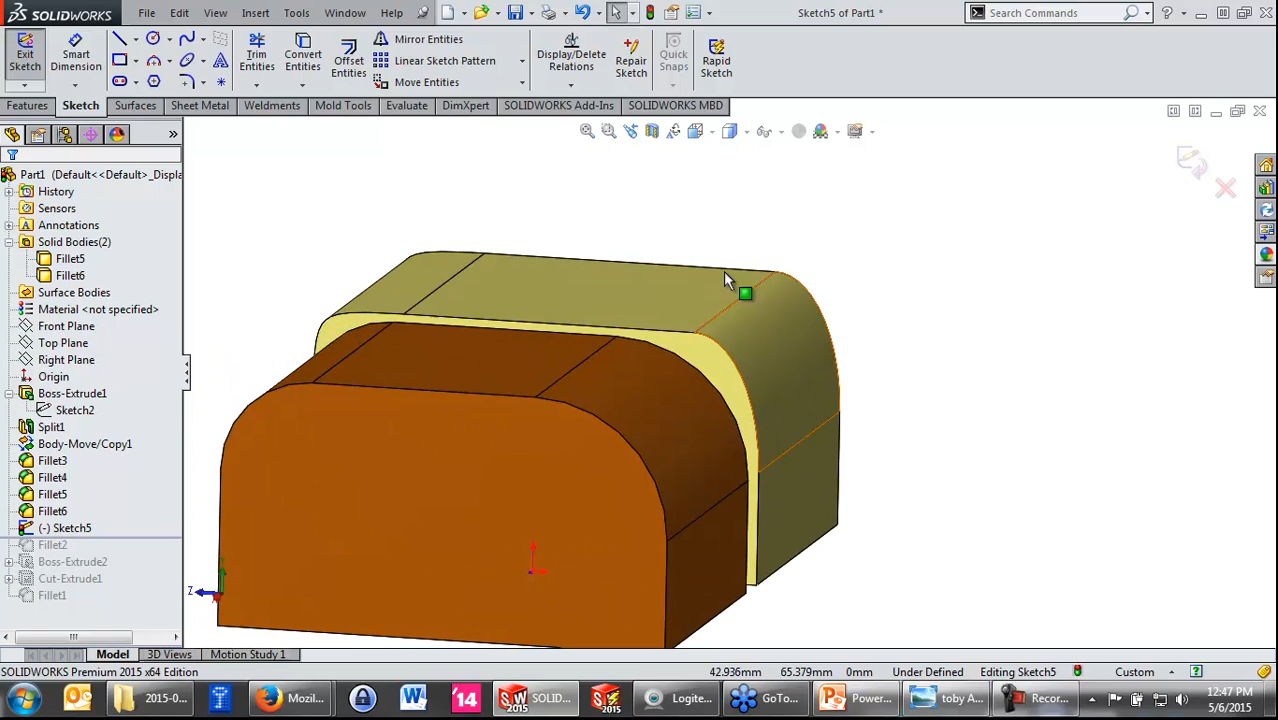 SOLIDWORKS File Edit View Insert Tools Window Help Sketch5 of Part1 * Search Commands ?
Exit Sketch
Smart Dimension
Trim Entities
Convert Entities
Offset Entities
Mirror Entities
Linear Sketch Pattern
Move Entities
Display/Delete Relations
Repair Sketch
Quick Snaps
Rapid Sketch
Features Sketch Surfaces Sheet Metal Weldments Mold Tools Evaluate DimXpert SOLIDWORKS Add-Ins SOLIDWORKS MBD
Part1 (Default<<Default>_Displa
History
Sensors
Annotations
Solid Bodies(2)
Fillet5
Fillet6
Surface Bodies
Material <not specified>
Front Plane
Top Plane
Right Plane
Origin
Boss-Extrude1
Sketch2
Split1
Body-Move/Copy1
Fillet3
Fillet4
Fillet5
Fillet6
(-) Sketch5
Fillet2
Boss-Extrude2
Cut-Extrude1
Fillet1
Z
Model 3D Views Motion Study 1
SOLIDWORKS Premium 2015 x64 Edition 42.936mm 65.379mm 0mm Under Defined Editing Sketch5 Custom
2015-0... Mozil... '14 SOLID... Logite... GoTo... Power... toby A... Recor...
12:47 PM
5/6/2015